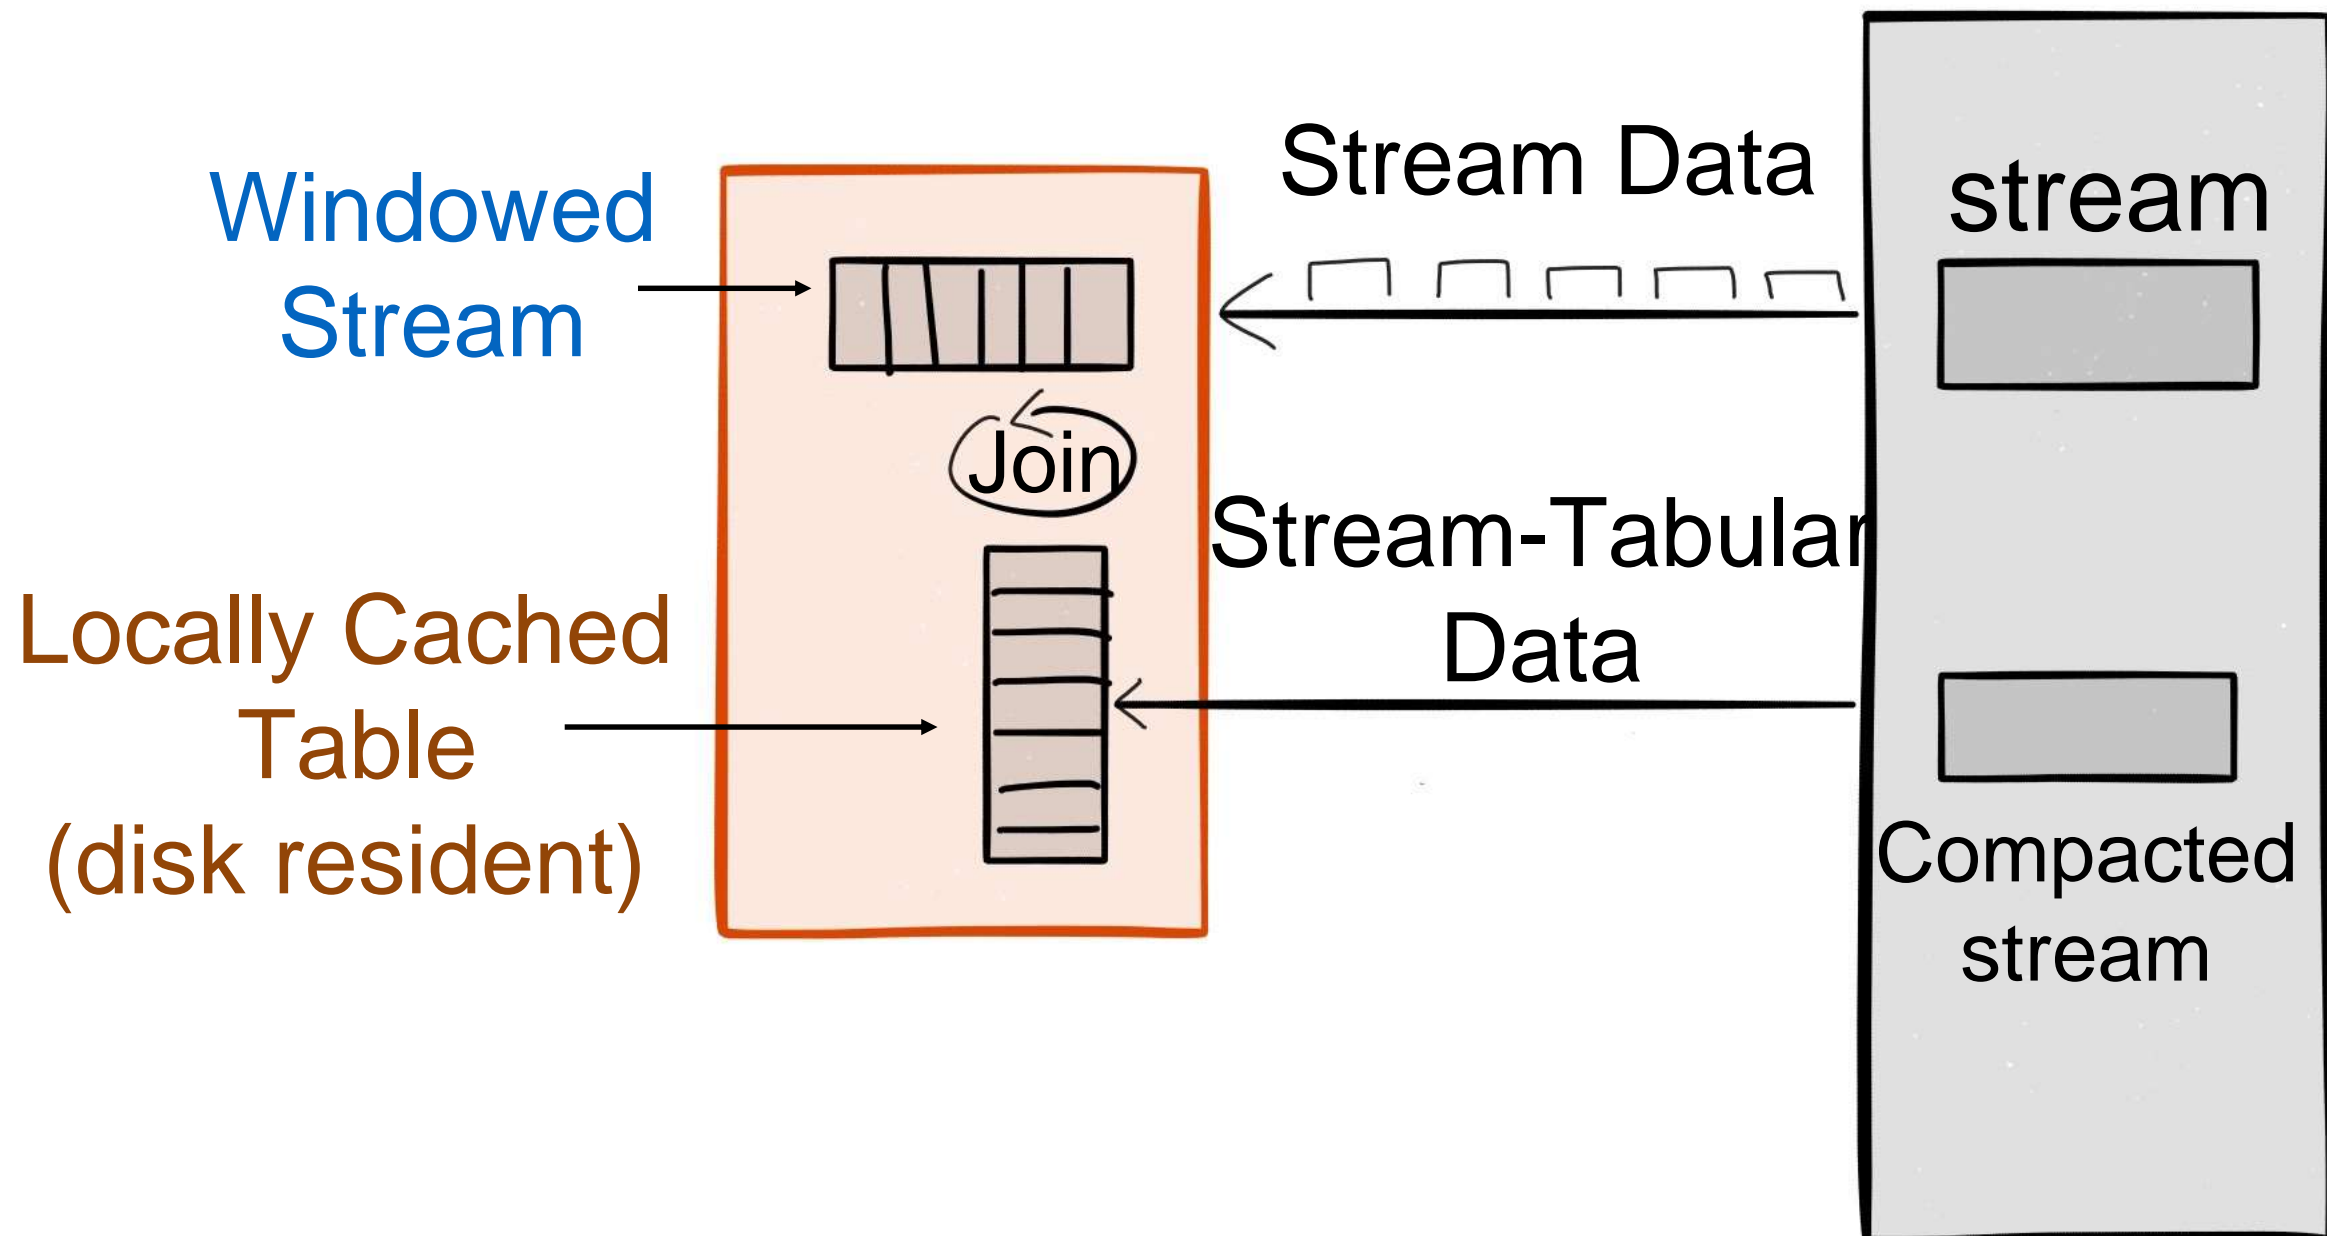 Windowed
Stream
Locally Cached
Table
(disk resident)
Join
Stream Data
Stream-Tabular
Data
stream
Compacted
stream